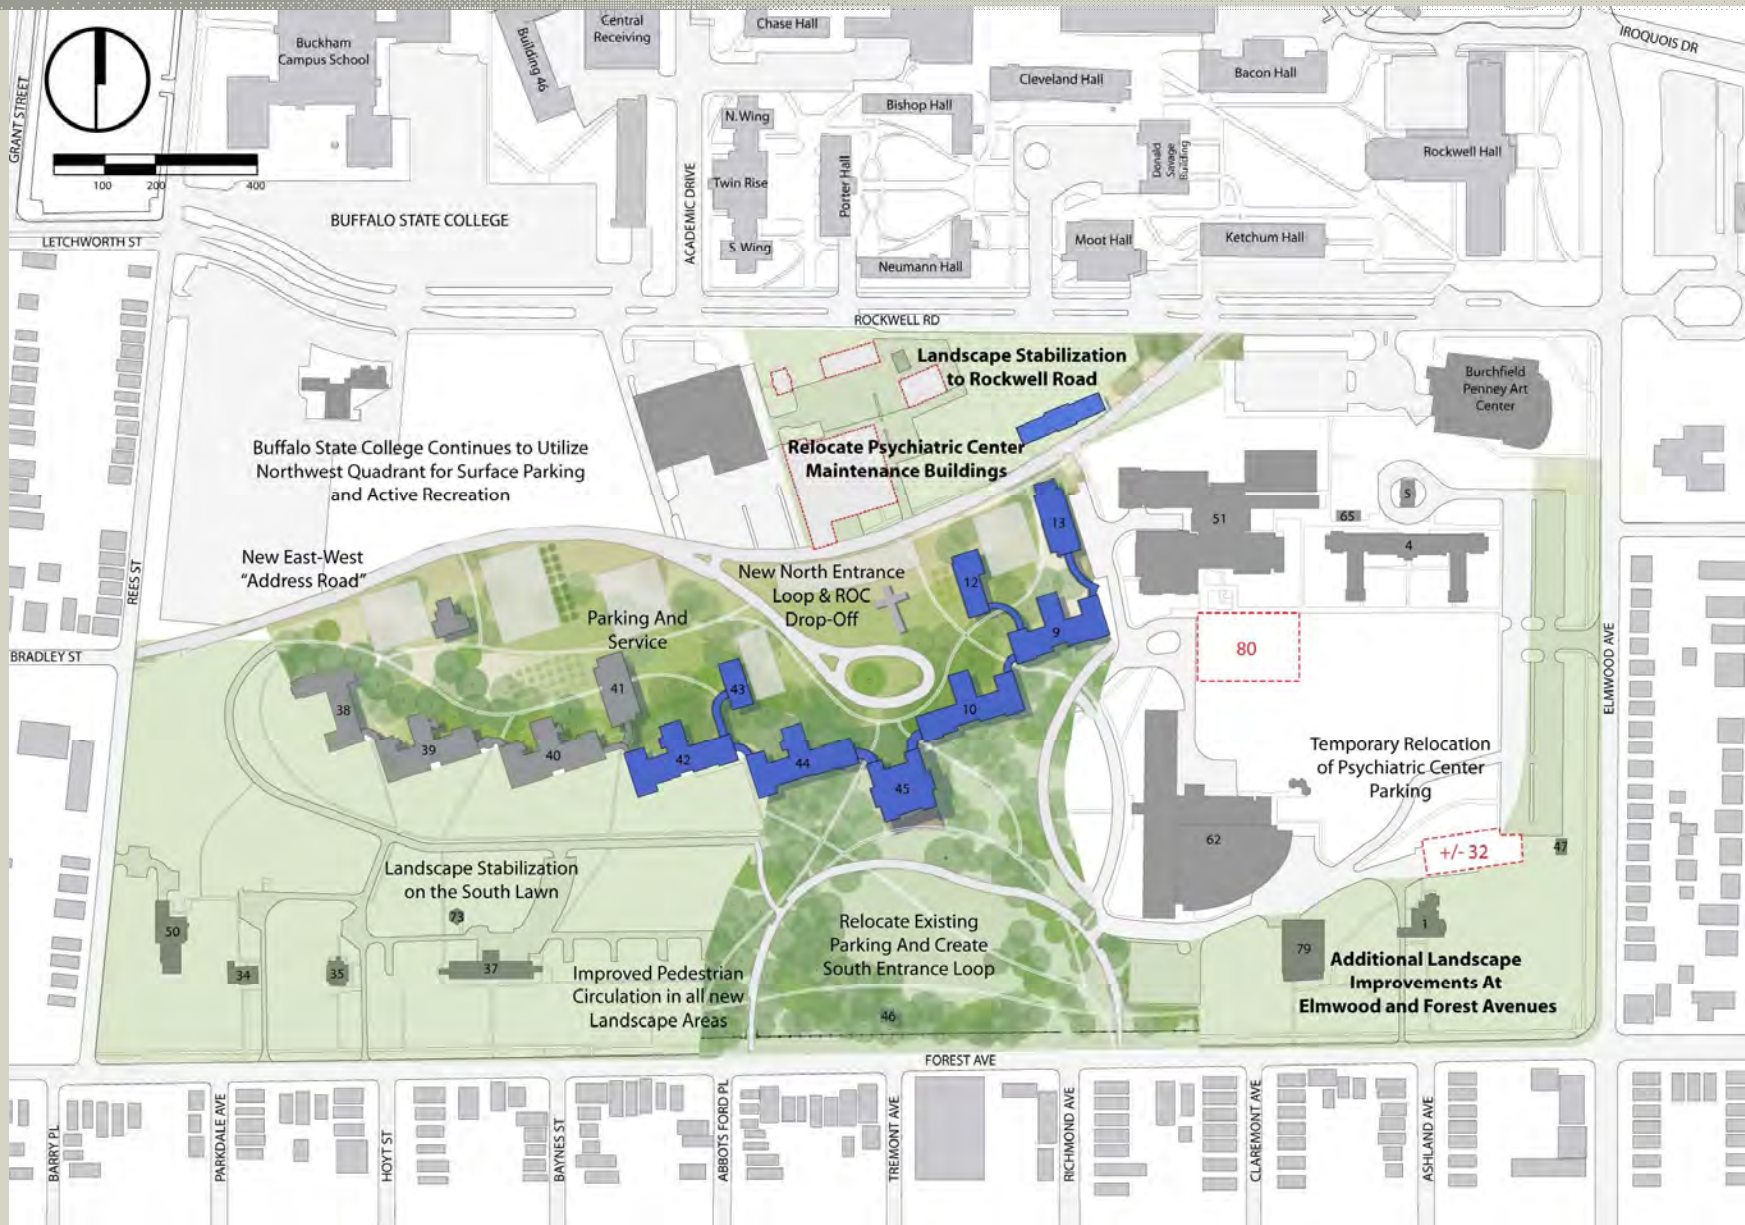 Buckham
Campus School
Building 46
Central
Receiving
Chase Hall
Cleveland Hall
Bacon Hall
IROQUOIS DR
GRANT STREET
100
200
400
N. Wing
Twin Rise
S. Wing
ACADEMIC DRIVE
Porter Hall
Bishop Hall
Neumann Hall
Donald
Savage
Building
Moot Hall
Ketchum Hall
Rockwell Hall
BUFFALO STATE COLLEGE
LETCHWORTH ST
ROCKWELL RD
Landscape Stabilization
to Rockwell Road
Burchfield
Penney Art
Center
Buffalo State College Continues to Utilize
Northwest Quadrant for Surface Parking
and Active Recreation
Relocate Psychiatric Center
Maintenance Buildings
New East-West
"Address Road"
REES ST
BRADLEY ST
Parking And
Service
New North Entrance
Loop & ROC
Drop-Off
13
12
9
10
51
65
5
4
80
ELMWOOD AVE
38
39
40
41
42
43
44
45
Temporary Relocation
of Psychiatric Center
Parking
62
+/- 32
47
Landscape Stabilization
on the South Lawn
73
50
34
35
37
Improved Pedestrian
Circulation in all new
Landscape Areas
Relocate Existing
Parking And Create
South Entrance Loop
46
79
1
Additional Landscape
Improvements At
Elmwood and Forest Avenues
FOREST AVE
BARRY PL
PARKDALE AVE
HOYT ST
BAYNES ST
ABBOTS FORD PL
TREMONT AVE
RICHMOND AVE
CLAREMONT AVE
ASHLAND AVE